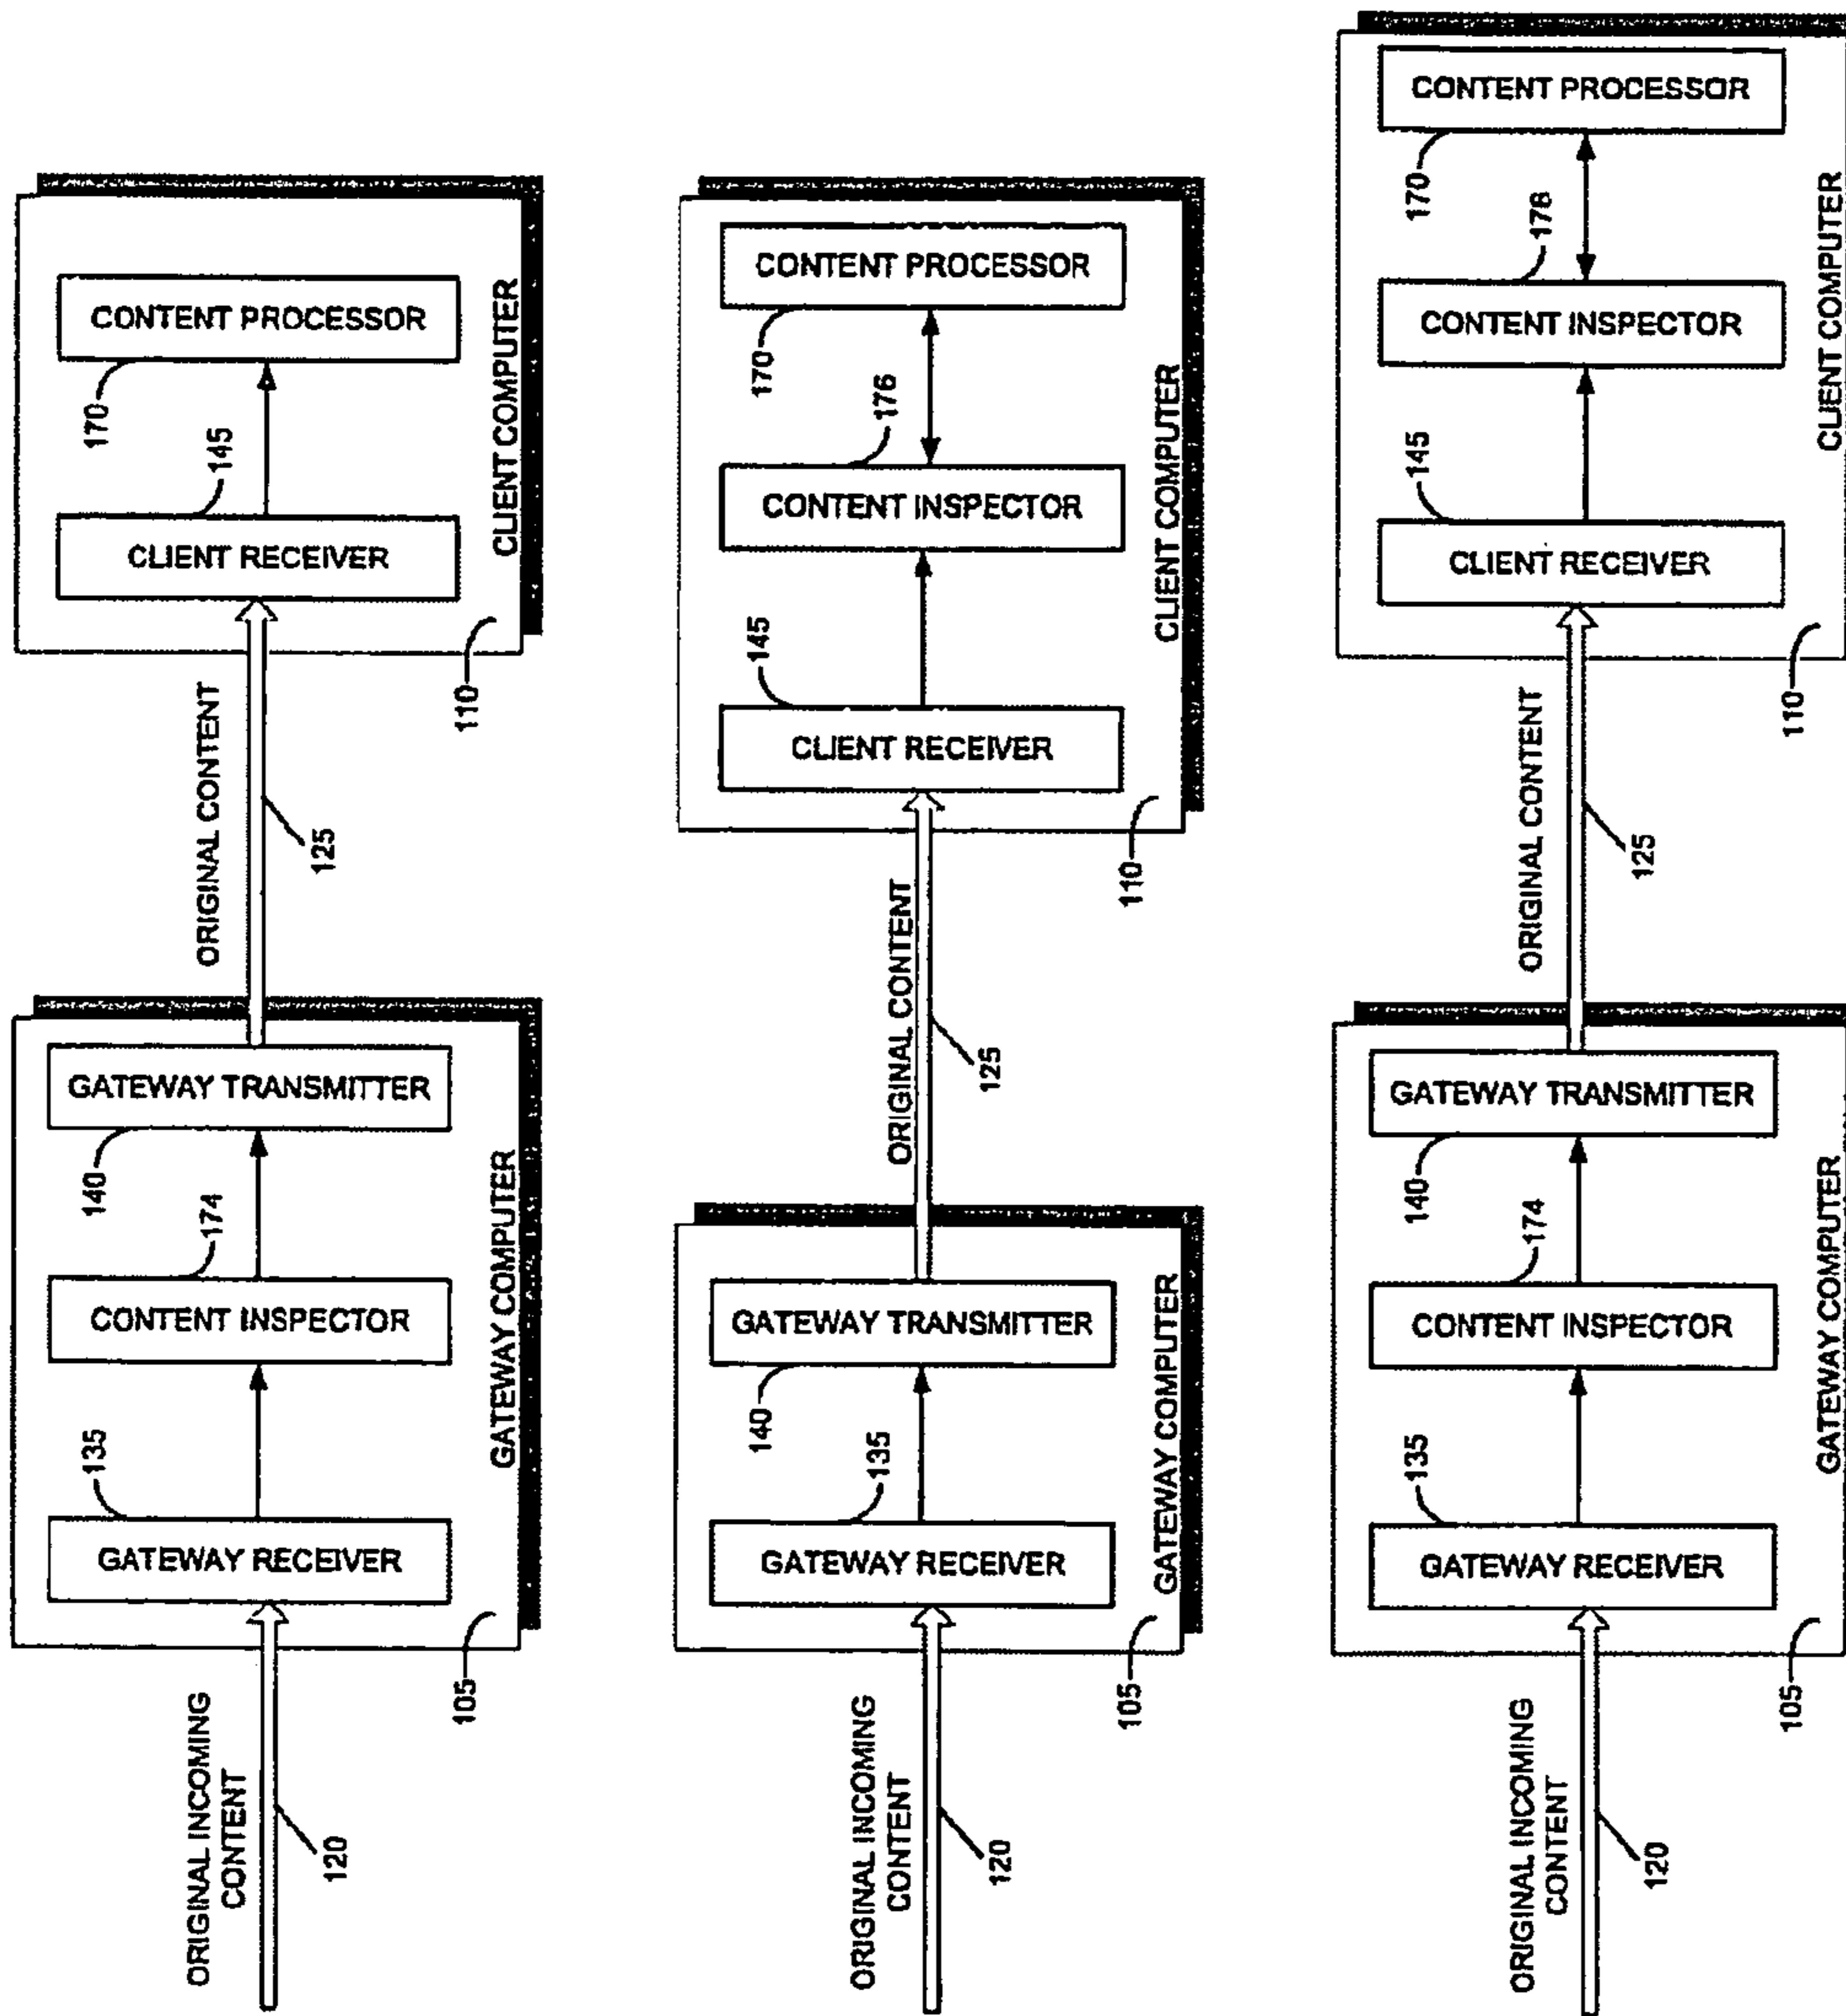 ORIGINAL INCOMING
CONTENT
120
105
GATEWAY RECEIVER
135
CONTENT INSPECTOR
174
GATEWAY TRANSMITTER
140
GATEWAY COMPUTER
ORIGINAL CONTENT
125
110
CLIENT RECEIVER
145
CONTENT PROCESSOR
170
CLIENT COMPUTER
ORIGINAL INCOMING
CONTENT
120
105
GATEWAY RECEIVER
135
GATEWAY TRANSMITTER
140
GATEWAY COMPUTER
ORIGINAL CONTENT
125
110
CLIENT RECEIVER
145
CONTENT INSPECTOR
176
CONTENT PROCESSOR
170
CLIENT COMPUTER
ORIGINAL INCOMING
CONTENT
120
105
GATEWAY RECEIVER
135
CONTENT INSPECTOR
174
GATEWAY TRANSMITTER
140
GATEWAY COMPUTER
ORIGINAL CONTENT
125
110
CLIENT RECEIVER
145
CONTENT INSPECTOR
176
CONTENT PROCESSOR
170
CLIENT COMPUTER